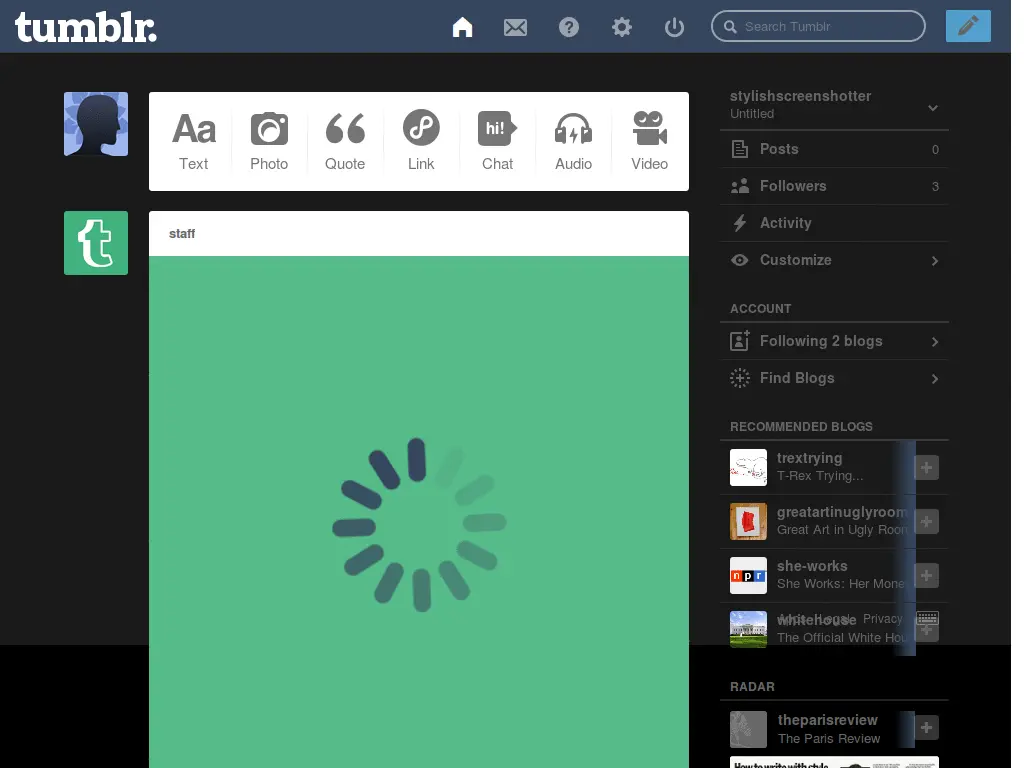 tumblr.
Search Tumblr
Aa
hi!
Text
Photo
Quote
Link
Chat
Audio
Video
t
staff
stylishscreenshotter
Untitled
Posts 0
Followers 3
Activity
Customize
ACCOUNT
Following 2 blogs
Find Blogs
RECOMMENDED BLOGS
trextrying
T-Rex Trying...
greatartinuglyroom
Great Art in Ugly Roon
she-works
She Works: Her Mone
npr
whitehouse
Apps Legal Privacy
The Official White Hou
RADAR
theparisreview
The Paris Review
How to write with style